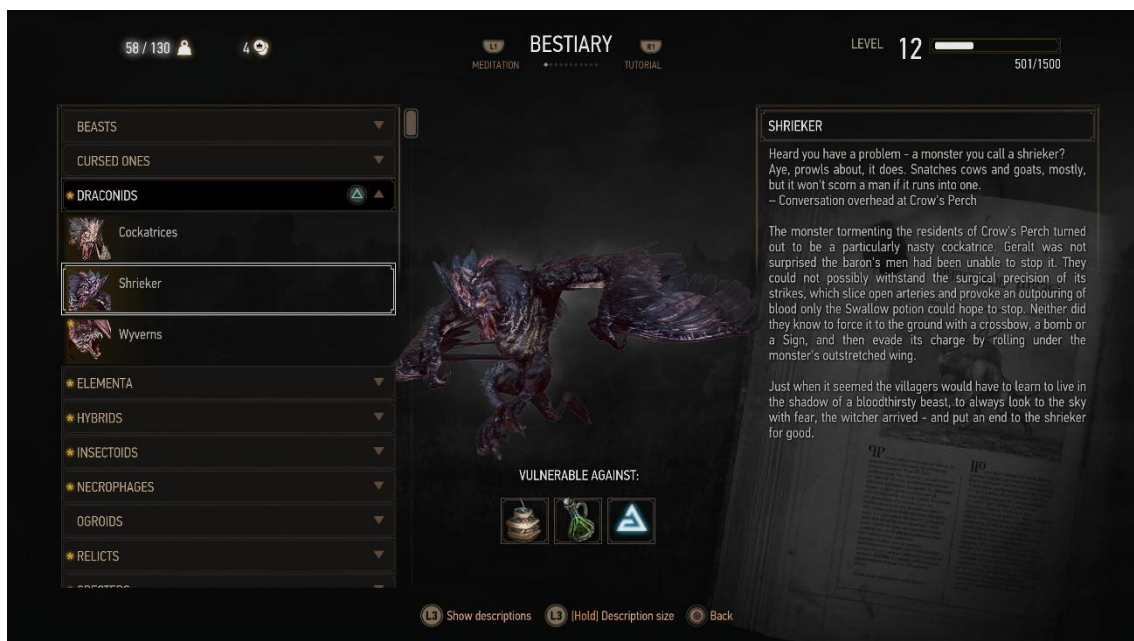 58 / 130
4
L1
BESTIARY
R1
MEDITATION
TUTORIAL
LEVEL 12
501/1500
BEASTS
CURSED ONES
DRACONIDS
Cockatrices
Shrieker
Wyverns
ELEMENTA
HYBRIDS
INSECTOIDS
NECROPHAGES
OGROIDS
RELICTS
VULNERABLE AGAINST:
SHRIEKER
Heard you have a problem - a monster you call a shrieker?
Aye, prowls about, it does. Snatches cows and goats, mostly,
but it won't scorn a man if it runs into one.
– Conversation overhead at Crow's Perch
The monster tormenting the residents of Crow's Perch turned
out to be a particularly nasty cockatrice. Geralt was not
surprised the baron's men had been unable to stop it. They
could not possibly withstand the surgical precision of its
strikes, which slice open arteries and provoke an outpouring of
blood only the Swallow potion could hope to stop. Neither did
they know to force it to the ground with a crossbow, a bomb or
a Sign, and then evade its charge by rolling under the
monster's outstretched wing.
Just when it seemed the villagers would have to learn to live in
the shadow of a bloodthirsty beast, to always look to the sky
with fear, the witcher arrived - and put an end to the shrieker
for good.
L3 Show descriptions L3 [Hold] Description size Back